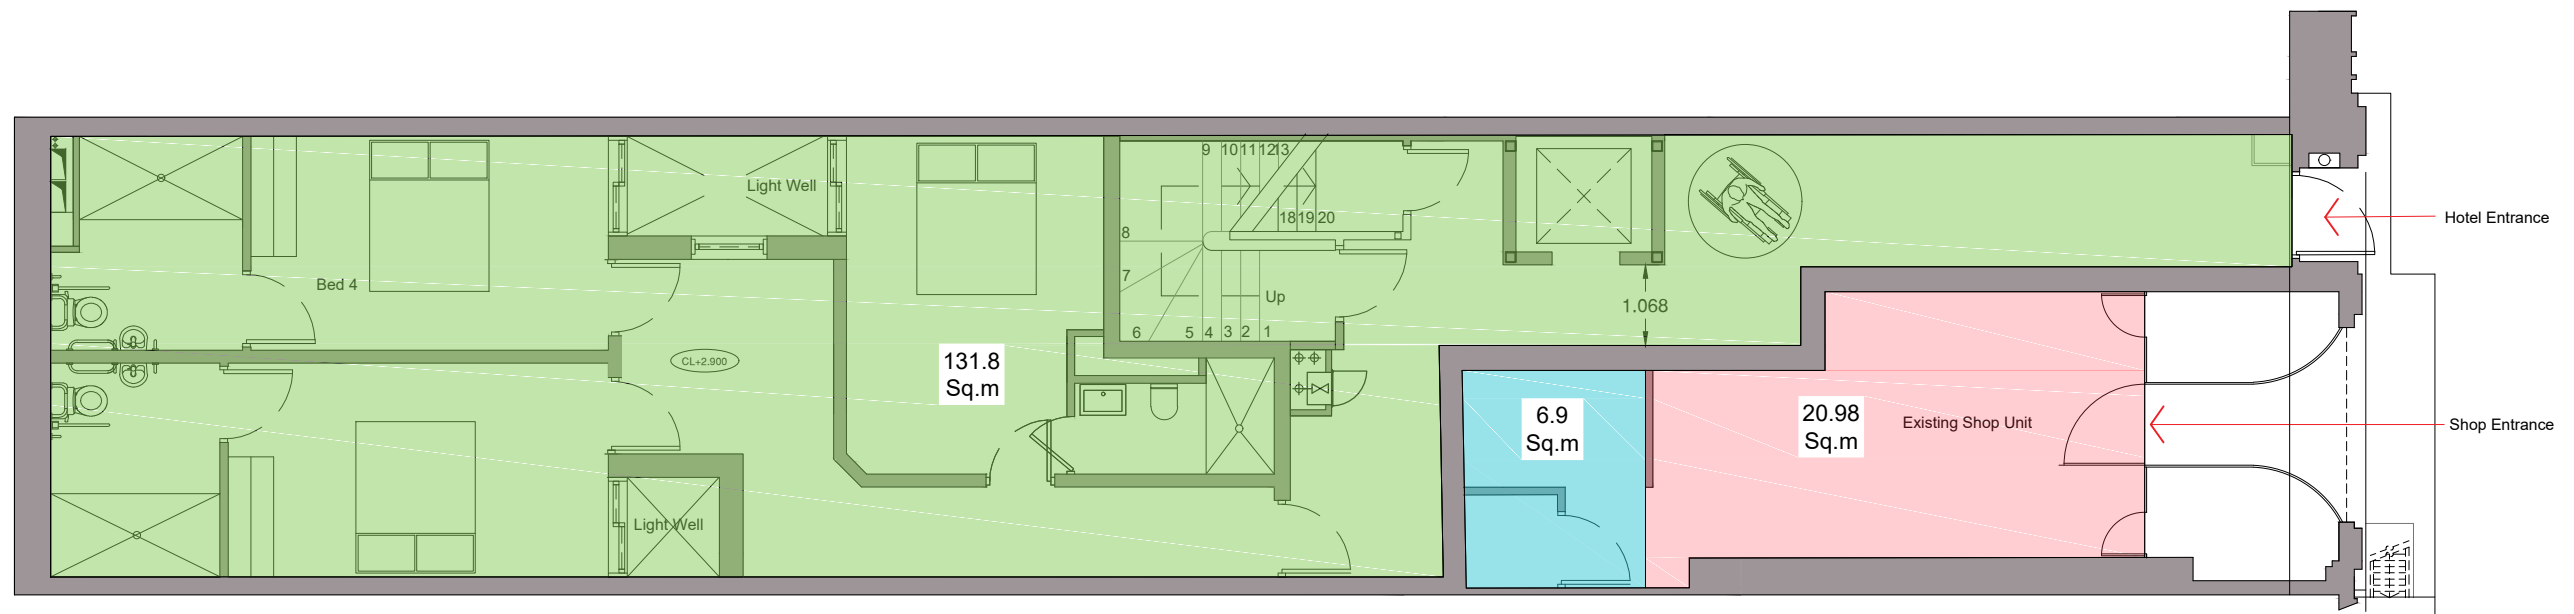 9 10 11 12 13
Light Well
18 19 20
Hotel Entrance
8
7
Bed 4
Up
1.068
6 5 4 3 2 1
CL+2.900
131.8
Sq.m
6.9
Sq.m
20.98
Sq.m
Existing Shop Unit
Shop Entrance
Light Well